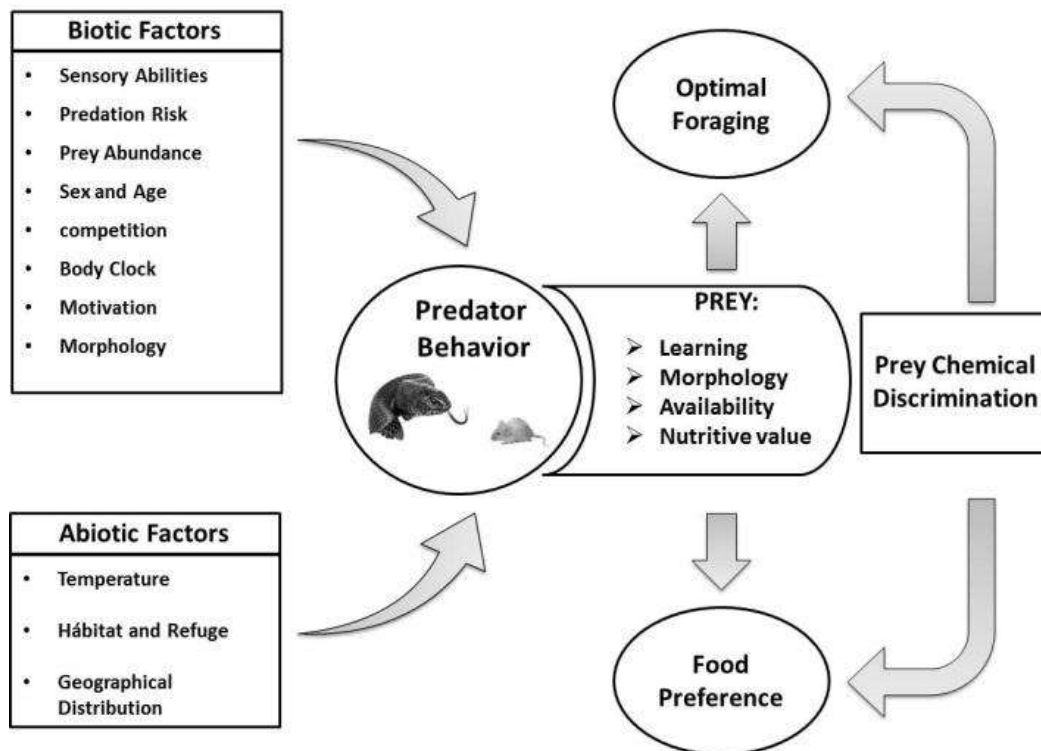 Biotic Factors
• Sensory Abilities
• Predation Risk
• Prey Abundance
• Sex and Age
• competition
• Body Clock
• Motivation
• Morphology
Abiotic Factors
• Temperature
• Hábitat and Refuge
• Geographical
Distribution
Predator
Behavior
PREY:
➢ Learning
➢ Morphology
➢ Availability
➢ Nutritive value
Optimal
Foraging
Prey Chemical
Discrimination
Food
Preference